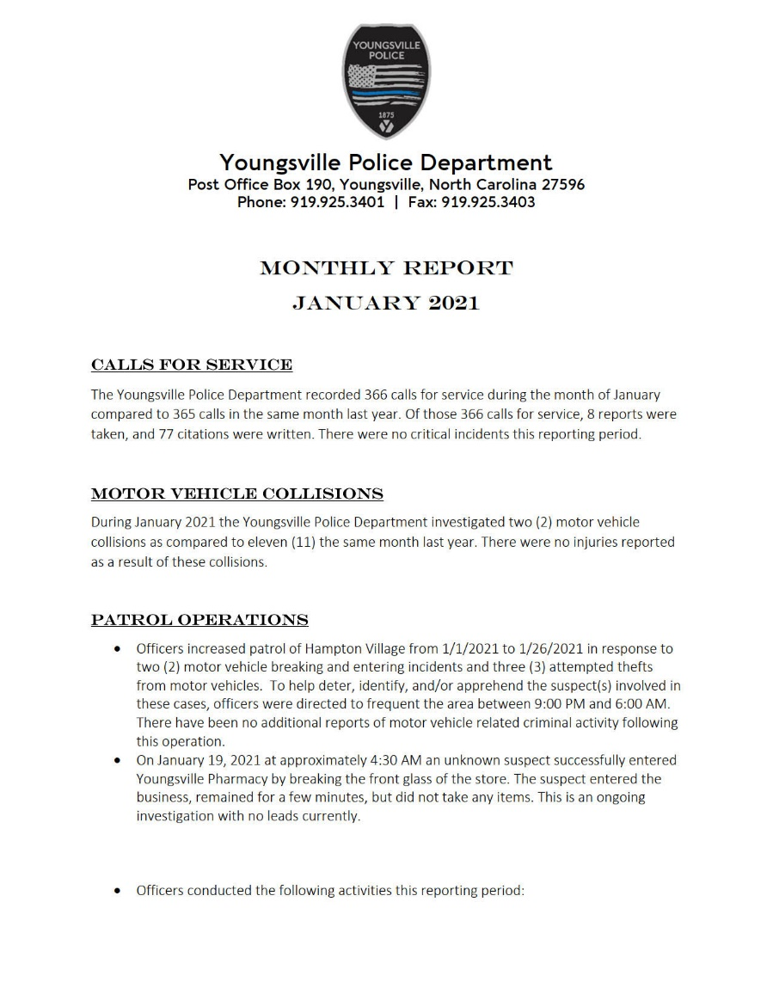 YOUNGSVILLE
POLICE
1875
Youngsville Police Department
Post Office Box 190, Youngsville, North Carolina 27596
Phone: 919.925.3401 | Fax: 919.925.3403
MONTHLY REPORT
JANUARY 2021
CALLS FOR SERVICE
The Youngsville Police Department recorded 366 calls for service during the month of January
compared to 365 calls in the same month last year. Of those 366 calls for service, 8 reports were
taken, and 77 citations were written. There were no critical incidents this reporting period.
MOTOR VEHICLE COLLISIONS
During January 2021 the Youngsville Police Department investigated two (2) motor vehicle
collisions as compared to eleven (11) the same month last year. There were no injuries reported
as a result of these collisions.
PATROL OPERATIONS
• Officers increased patrol of Hampton Village from 1/1/2021 to 1/26/2021 in response to
two (2) motor vehicle breaking and entering incidents and three (3) attempted thefts
from motor vehicles. To help deter, identify, and/or apprehend the suspect(s) involved in
these cases, officers were directed to frequent the area between 9:00 PM and 6:00 AM.
There have been no additional reports of motor vehicle related criminal activity following
this operation.
• On January 19, 2021 at approximately 4:30 AM an unknown suspect successfully entered
Youngsville Pharmacy by breaking the front glass of the store. The suspect entered the
business, remained for a few minutes, but did not take any items. This is an ongoing
investigation with no leads currently.
• Officers conducted the following activities this reporting period: